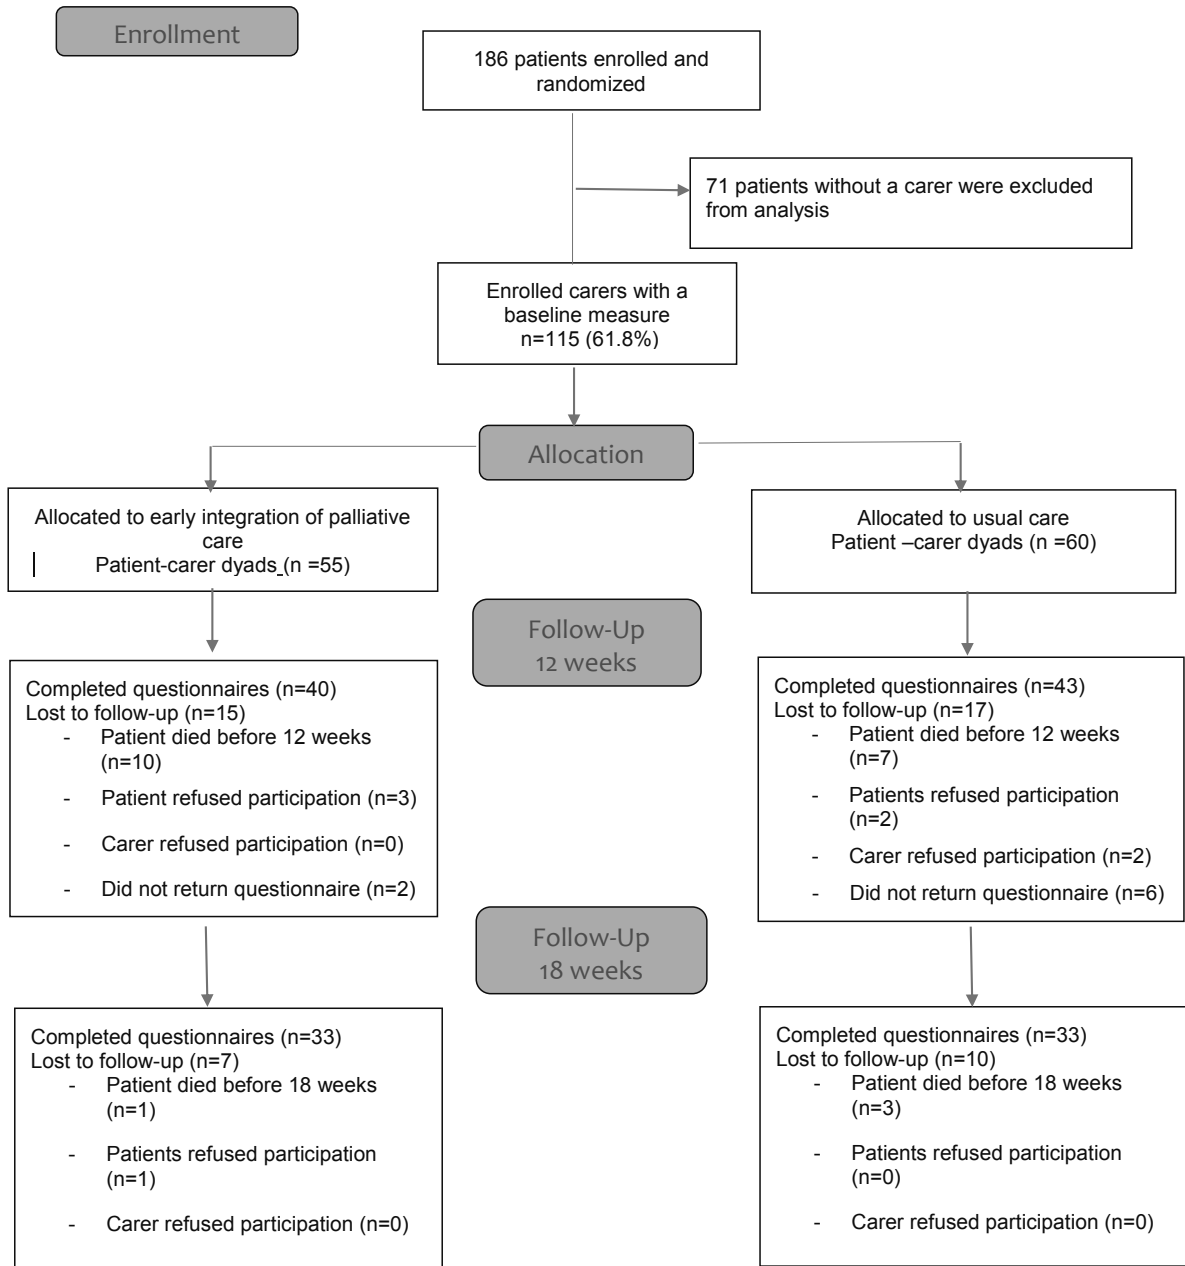 Enrollment
186 patients enrolled and
randomized
71 patients without a carer were excluded
from analysis
Enrolled carers with a
baseline measure
n=115 (61.8%)
Allocation
Allocated to early integration of palliative
care
Patient-carer dyads (n =55)
Allocated to usual care
Patient –carer dyads (n =60)
Follow-Up
12 weeks
Completed questionnaires (n=40)
Lost to follow-up (n=15)
- Patient died before 12 weeks
(n=10)
- Patient refused participation (n=3)
- Carer refused participation (n=0)
- Did not return questionnaire (n=2)
Completed questionnaires (n=43)
Lost to follow-up (n=17)
- Patient died before 12 weeks
(n=7)
- Patients refused participation
(n=2)
- Carer refused participation (n=2)
- Did not return questionnaire (n=6)
Follow-Up
18 weeks
Completed questionnaires (n=33)
Lost to follow-up (n=7)
- Patient died before 18 weeks
(n=1)
- Patients refused participation
(n=1)
- Carer refused participation (n=0)
Completed questionnaires (n=33)
Lost to follow-up (n=10)
- Patient died before 18 weeks
(n=3)
- Patients refused participation
(n=0)
- Carer refused participation (n=0)